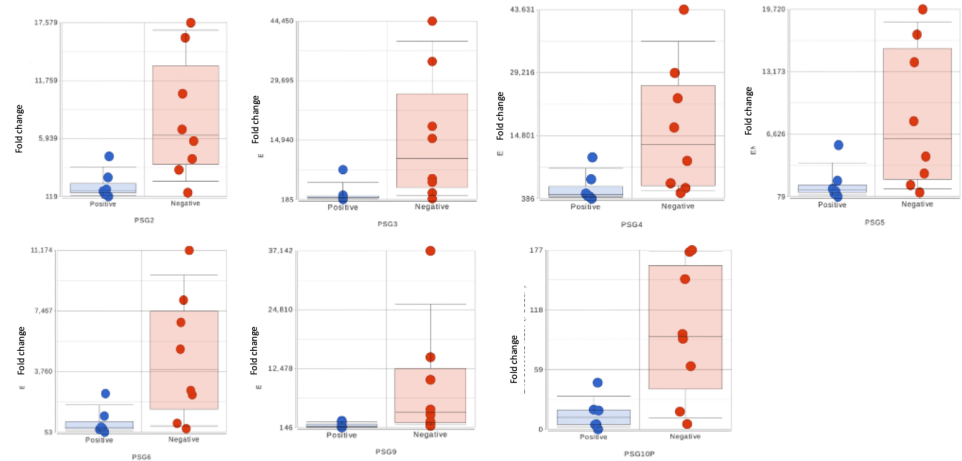 17,579
11,759
5,939
119
Fold change
Positive
Negative
PSG2
44,450
29,695
14,940
185
Fold change
E
Positive
Negative
PSG3
43,631
29,216
14,801
386
Fold change
E
Positive
Negative
PSG4
19,720
13,173
6,626
79
Fold change
Positive
Negative
PSG5
11,174
7,467
3,760
53
Fold change
E
Positive
Negative
PSG6
37,142
24,810
12,478
146
Fold change
E
Positive
Negative
PSG9
177
118
59
0
Fold change
Positive
Negative
PSG10P